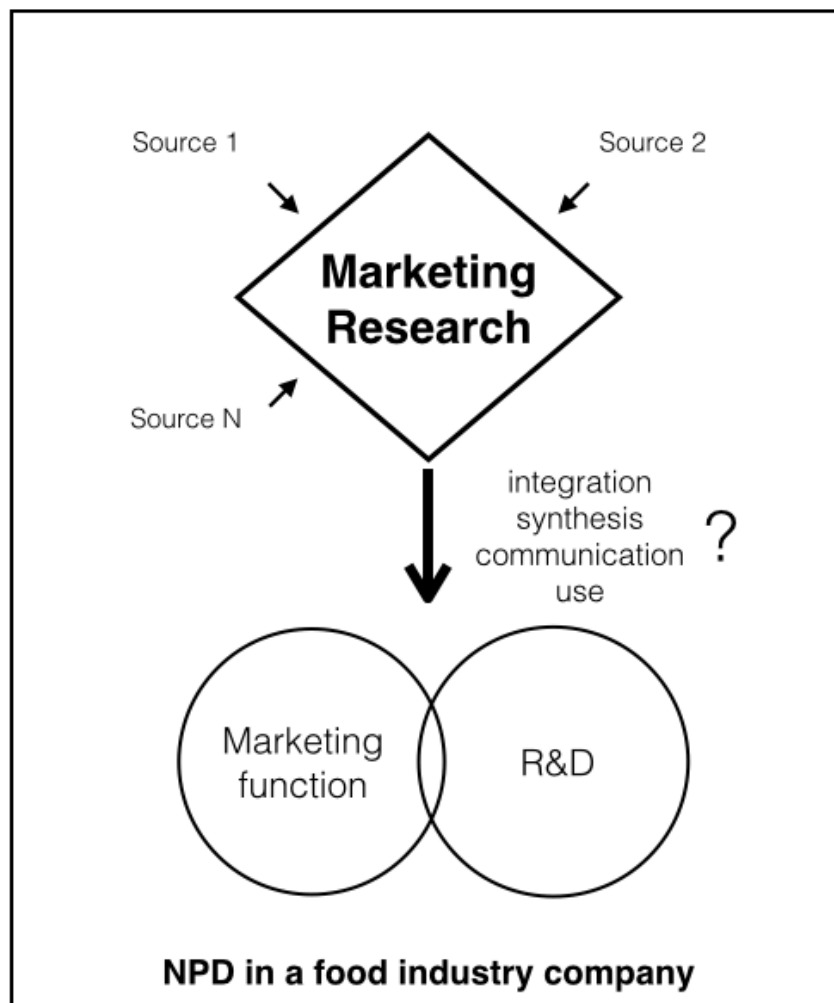 Source 1
Source 2
Marketing
Research
Source N
integration
synthesis
communication
use
?
Marketing
function
R&D
NPD in a food industry company